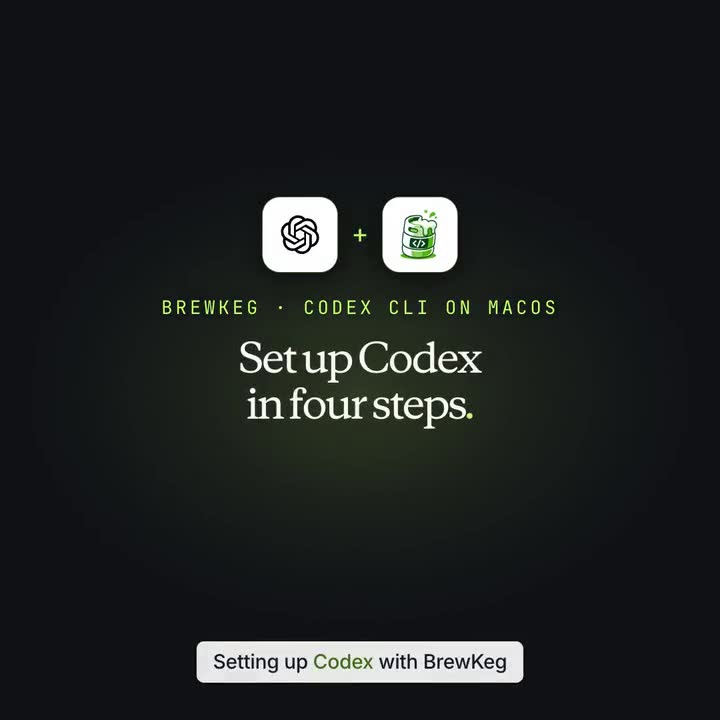 +
BREWKEG · CODEX CLI ON MACOS
Set up Codex
in four steps.
Setting up Codex with BrewKeg